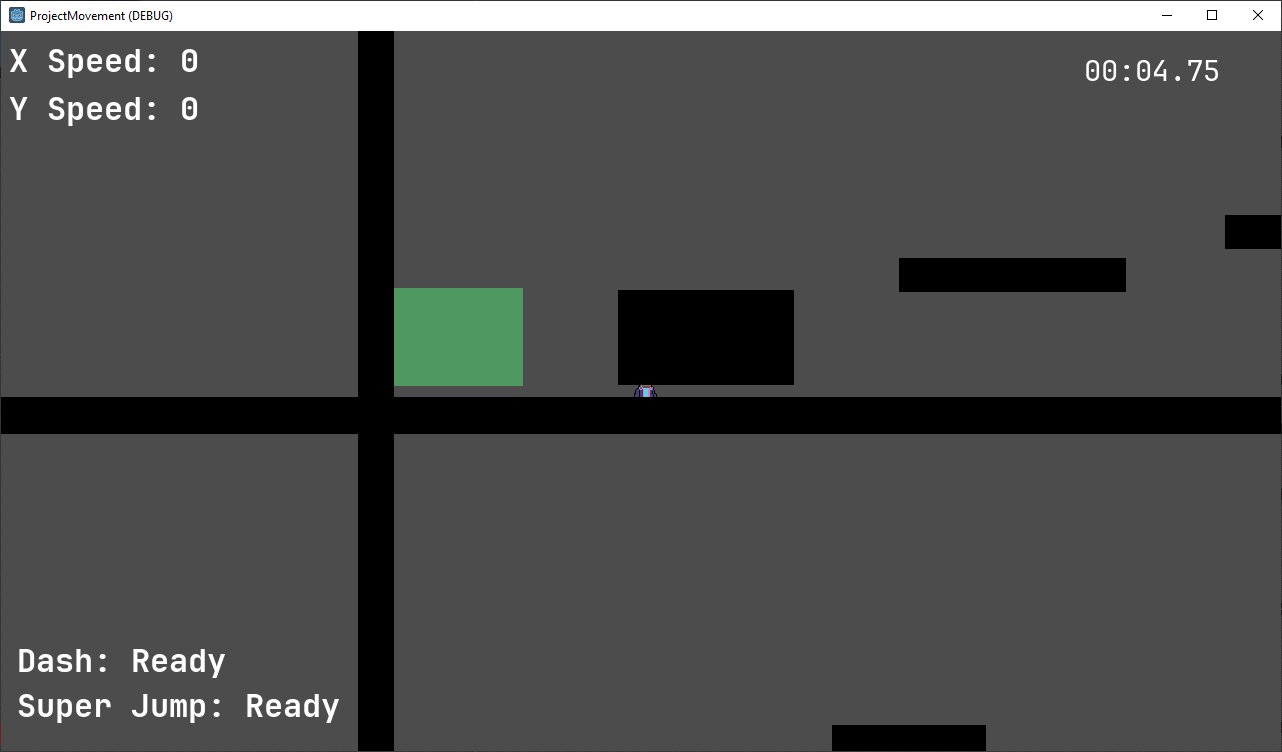 ProjectMovement (DEBUG)
X Speed: 0
00:04.75
Y Speed: 0
Dash: Ready
Super Jump: Ready